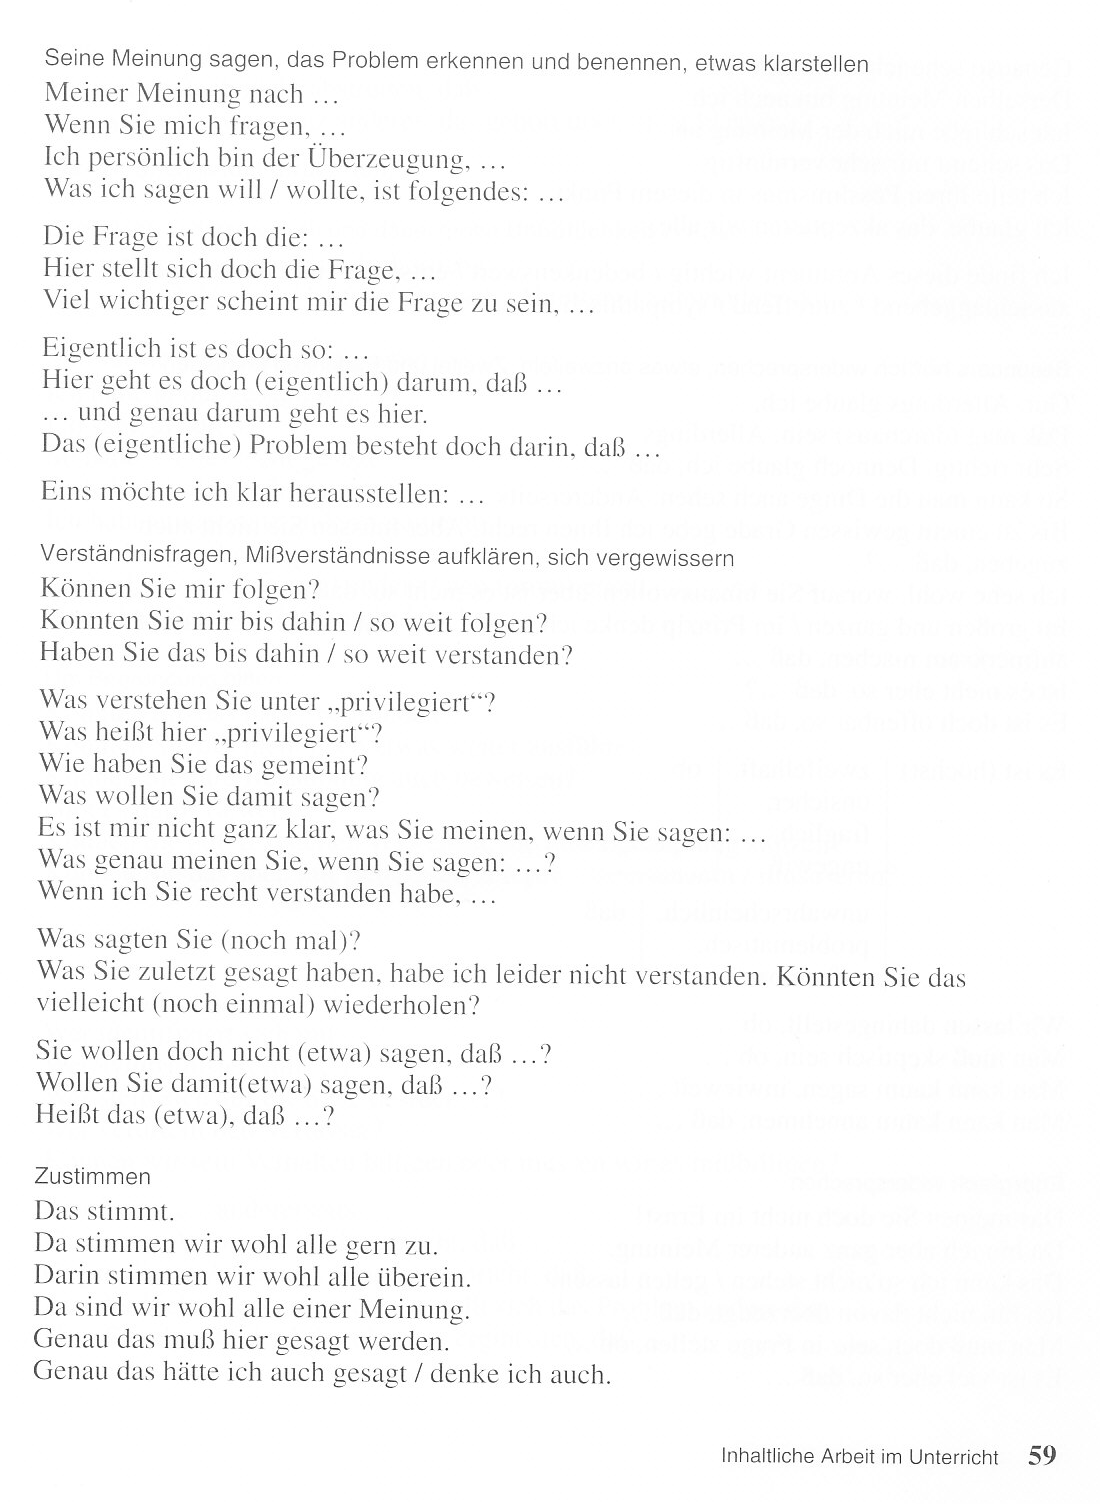 Seine Meinung sagen, das Problem erkennen und benennen, etwas klarstellen
Meiner Meinung nach …
Wenn Sie mich fragen, …
Ich persönlich bin der Überzeugung, …
Was ich sagen will / wollte, ist folgendes: …
Die Frage ist doch die: …
Hier stellt sich doch die Frage, …
Viel wichtiger scheint mir die Frage zu sein, …
Eigentlich ist es doch so: …
Hier geht es doch (eigentlich) darum, daß …
… und genau darum geht es hier.
Das (eigentliche) Problem besteht doch darin, daß …
Eins möchte ich klar herausstellen: …
Verständnisfragen, Mißverständnisse aufklären, sich vergewissern
Können Sie mir folgen?
Konnten Sie mir bis dahin / so weit folgen?
Haben Sie das bis dahin / so weit verstanden?
Was verstehen Sie unter „privilegiert“?
Was heißt hier „privilegiert“?
Wie haben Sie das gemeint?
Was wollen Sie damit sagen?
Es ist mir nicht ganz klar, was Sie meinen, wenn Sie sagen: …
Was genau meinen Sie, wenn Sie sagen: …?
Wenn ich Sie recht verstanden habe, …
Was sagten Sie (noch mal)?
Was Sie zuletzt gesagt haben, habe ich leider nicht verstanden. Könnten Sie das
vielleicht (noch einmal) wiederholen?
Sie wollen doch nicht (etwa) sagen, daß …?
Wollen Sie damit(etwa) sagen, daß …?
Heißt das (etwa), daß …?
Zustimmen
Das stimmt.
Da stimmen wir wohl alle gern zu.
Darin stimmen wir wohl alle überein.
Da sind wir wohl alle einer Meinung.
Genau das muß hier gesagt werden.
Genau das hätte ich auch gesagt / denke ich auch.
Inhaltliche Arbeit im Unterricht 59